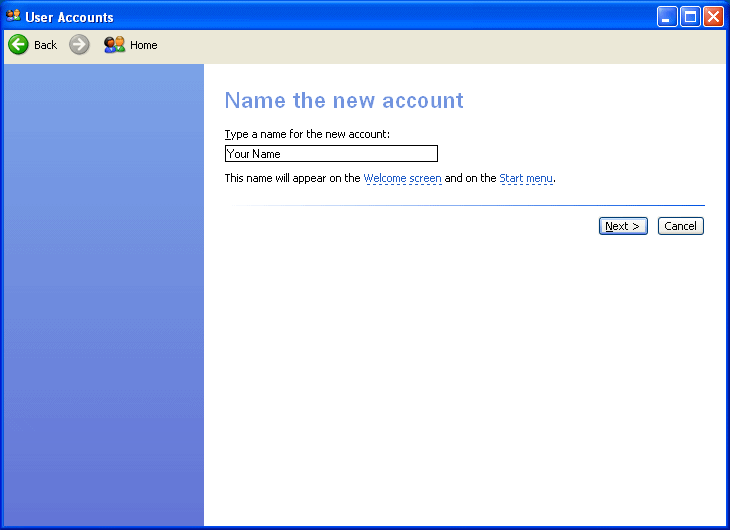 User Accounts
Back Home
Name the new account
Type a name for the new account:
Your Name
This name will appear on the Welcome screen and on the Start menu.
Next > Cancel